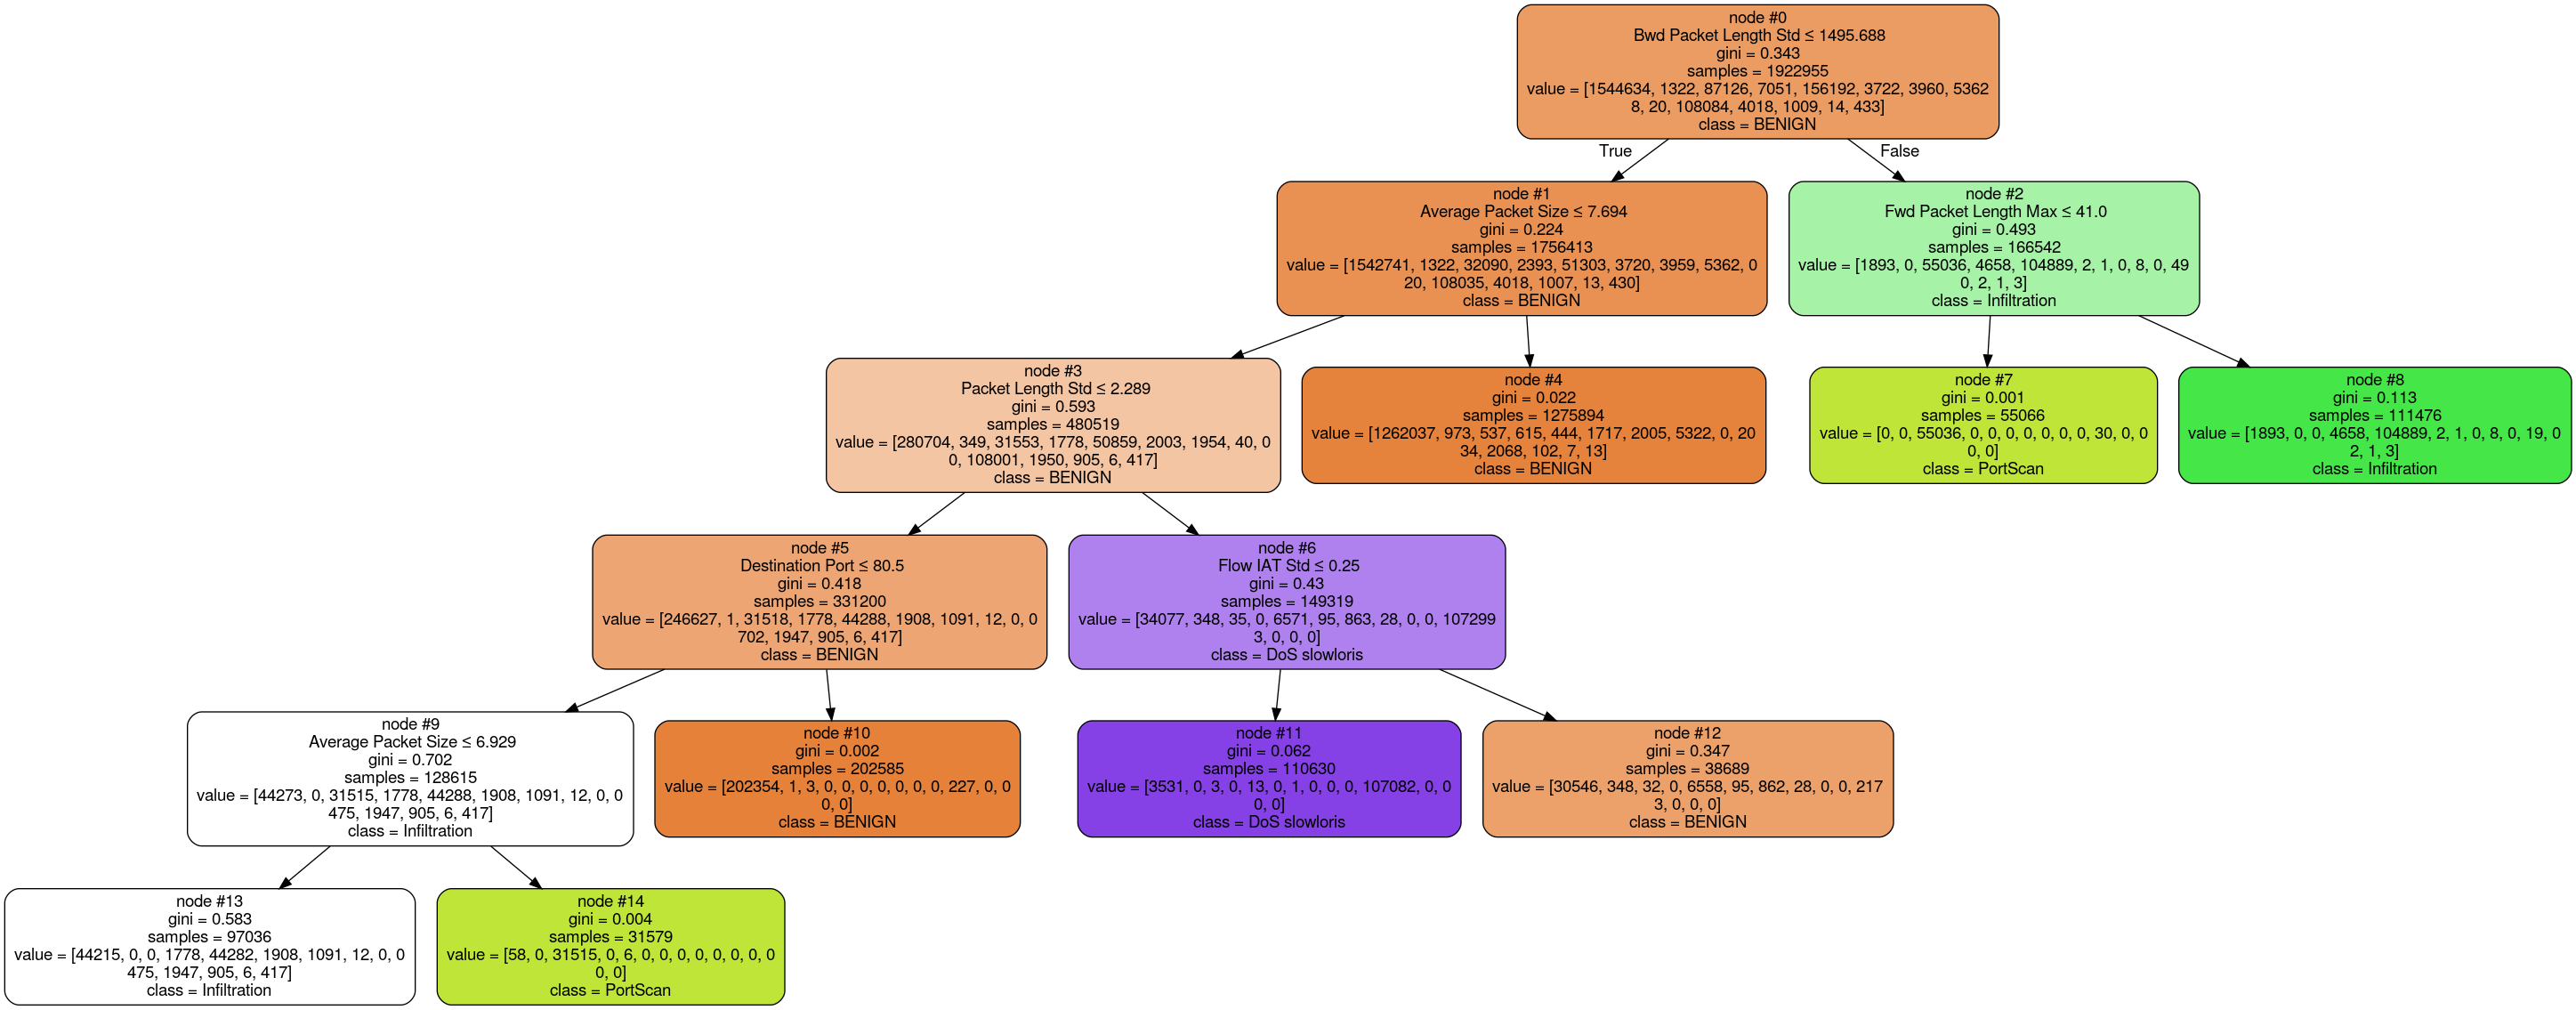 node #0
Bwd Packet Length Std ≤ 1495.688
gini = 0.343
samples = 1922955
value = [1544634, 1322, 87126, 7051, 156192, 3722, 3960, 5362
8, 20, 108084, 4018, 1009, 14, 433]
class = BENIGN
True
False
node #1
Average Packet Size ≤ 7.694
gini = 0.224
samples = 1756413
value = [1542741, 1322, 32090, 2393, 51303, 3720, 3959, 5362, 0
20, 108035, 4018, 1007, 13, 430]
class = BENIGN
node #2
Fwd Packet Length Max ≤ 41.0
gini = 0.493
samples = 166542
value = [1893, 0, 55036, 4658, 104889, 2, 1, 0, 8, 0, 49
0, 2, 1, 3]
class = Infiltration
node #3
Packet Length Std ≤ 2.289
gini = 0.593
samples = 480519
value = [280704, 349, 31553, 1778, 50859, 2003, 1954, 40, 0
0, 108001, 1950, 905, 6, 417]
class = BENIGN
node #4
gini = 0.022
samples = 1275894
value = [1262037, 973, 537, 615, 444, 1717, 2005, 5322, 0, 20
34, 2068, 102, 7, 13]
class = BENIGN
node #7
gini = 0.001
samples = 55066
value = [0, 0, 55036, 0, 0, 0, 0, 0, 0, 0, 30, 0, 0
0, 0]
class = PortScan
node #8
gini = 0.113
samples = 111476
value = [1893, 0, 0, 4658, 104889, 2, 1, 0, 8, 0, 19, 0
2, 1, 3]
class = Infiltration
node #5
Destination Port ≤ 80.5
gini = 0.418
samples = 331200
value = [246627, 1, 31518, 1778, 44288, 1908, 1091, 12, 0, 0
702, 1947, 905, 6, 417]
class = BENIGN
node #6
Flow IAT Std ≤ 0.25
gini = 0.43
samples = 149319
value = [34077, 348, 35, 0, 6571, 95, 863, 28, 0, 0, 107299
3, 0, 0, 0]
class = DoS slowloris
node #9
Average Packet Size ≤ 6.929
gini = 0.702
samples = 128615
value = [44273, 0, 31515, 1778, 44288, 1908, 1091, 12, 0, 0
475, 1947, 905, 6, 417]
class = Infiltration
node #10
gini = 0.002
samples = 202585
value = [202354, 1, 3, 0, 0, 0, 0, 0, 0, 0, 227, 0, 0
0, 0]
class = BENIGN
node #11
gini = 0.062
samples = 110630
value = [3531, 0, 3, 0, 13, 0, 1, 0, 0, 0, 107082, 0, 0
0, 0]
class = DoS slowloris
node #12
gini = 0.347
samples = 38689
value = [30546, 348, 32, 0, 6558, 95, 862, 28, 0, 0, 217
3, 0, 0, 0]
class = BENIGN
node #13
gini = 0.583
samples = 97036
value = [44215, 0, 0, 1778, 44282, 1908, 1091, 12, 0, 0
475, 1947, 905, 6, 417]
class = Infiltration
node #14
gini = 0.004
samples = 31579
value = [58, 0, 31515, 0, 6, 0, 0, 0, 0, 0, 0, 0, 0
0, 0]
class = PortScan